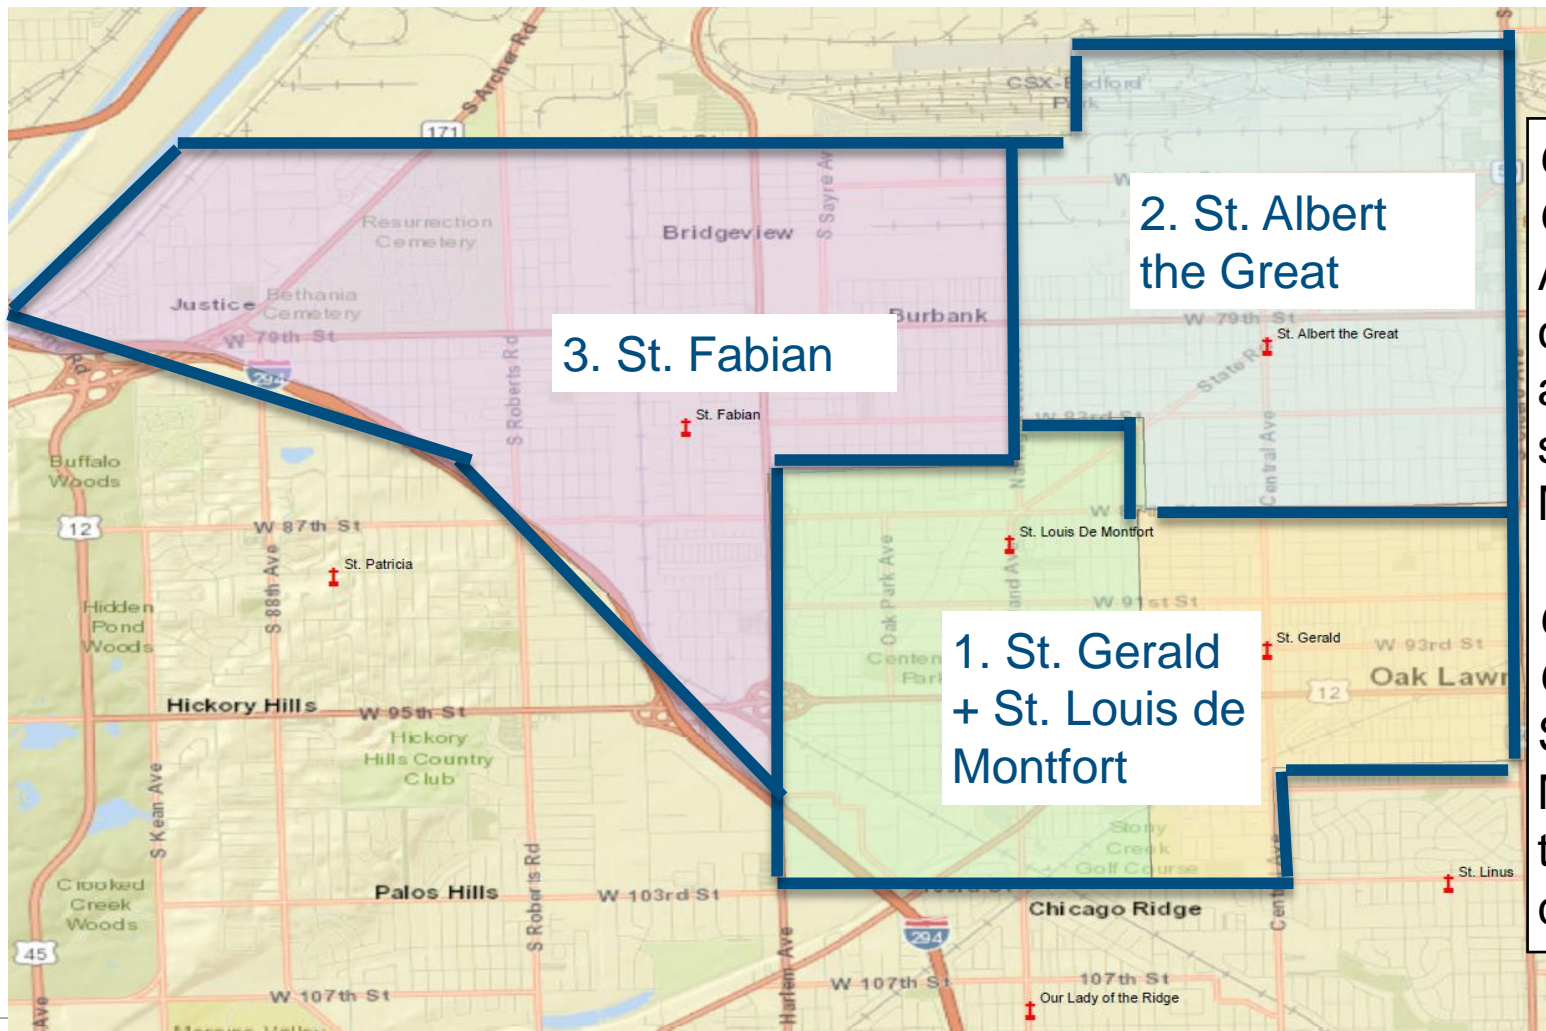 S Archer Rd
171
CSX-Bedford
Park
S Sayre Av
Resurrection
Cemetery
Bridgeview
2. St. Albert
the Great
Justice
Bethania
Cemetery
Burbank
W 79th St
W 79th St
St. Albert the Great
3. St. Fabian
State Rd
294
S Roberts Rd
St. Fabian
W 83rd St
Central Ave
Buffalo
Woods
12
W 87th St
St. Louis De Montfort
St. Patricia
S 88th Ave
Oak Park Ave
W 91st St
Hidden
Pond
Woods
1. St. Gerald
+ St. Louis de
Montfort
St. Gerald
W 93rd St
Oak Lawn
12
Hickory Hills
W 95th St
Hickory
Hills Country
Club
S Kean Ave
Stony
Creek
Golf Course
St. Linus
Crooked
Creek
Woods
Palos Hills
S Roberts Rd
W 103rd St
Chicago Ridge
294
45
Harlem Ave
W 107th St
W 107th St
107th St
Our Lady of the Ridge
Ave